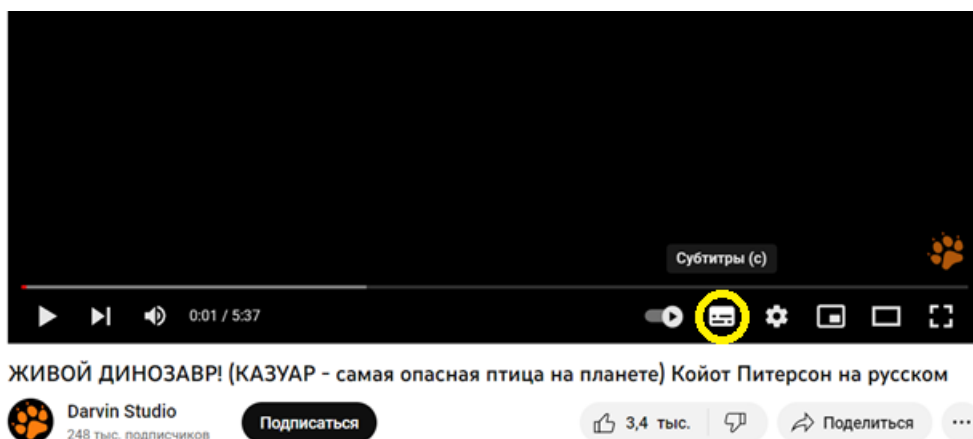 Субтитры (c)
0:01 / 5:37
ЖИВОЙ ДИНОЗАВР! (КАЗУАР - самая опасная птица на планете) Койот Питерсон на русском
Darvin Studio
248 тыс. подписчиков
Подписаться
3,4 тыс.
Поделиться